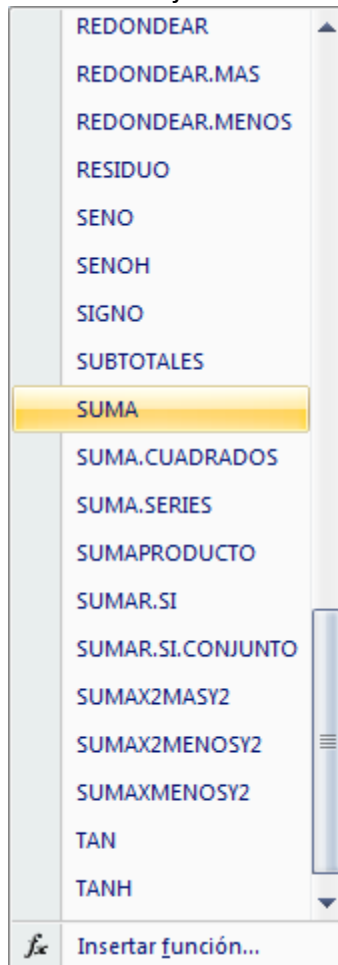 REDONDEAR
REDONDEAR.MAS
REDONDEAR.MENOS
RESIDUO
SENO
SENOH
SIGNO
SUBTOTALES
SUMA
SUMA.CUADRADOS
SUMA.SERIES
SUMAPRODUCTO
SUMAR.SI
SUMAR.SI.CONJUNTO
SUMAX2MASY2
SUMAX2MENOSY2
SUMAXMENOSY2
TAN
TANH
fx Insertar función...